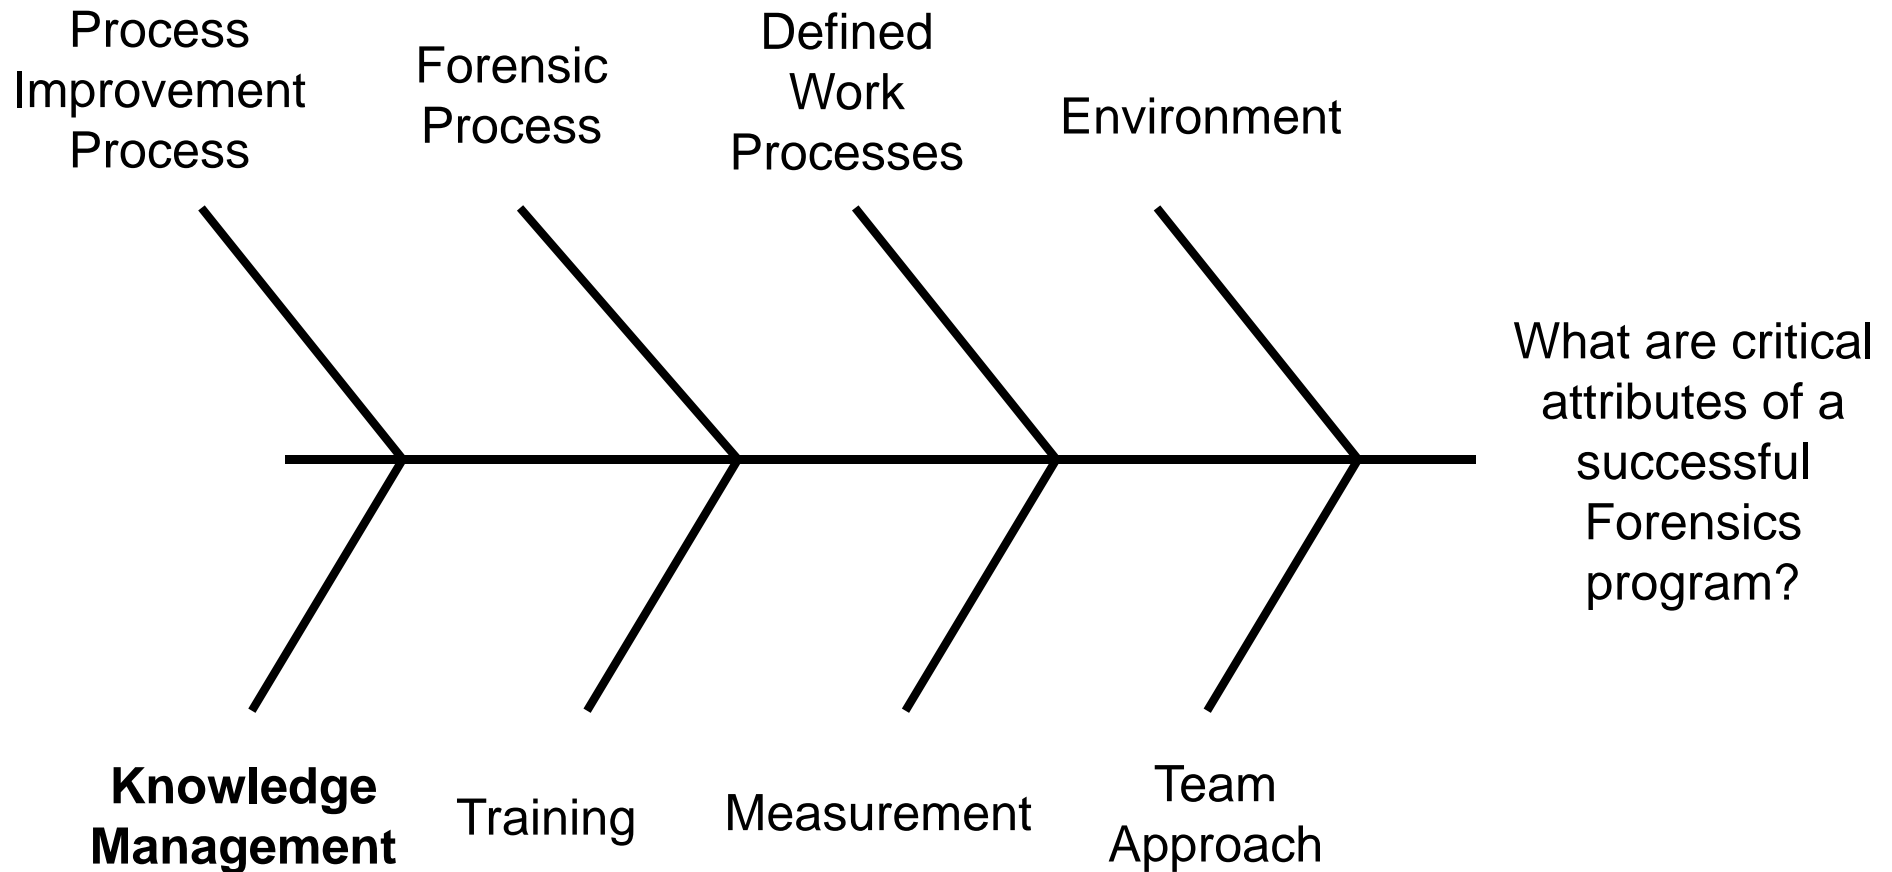 Process
Improvement
Process
Forensic
Process
Defined
Work
Processes
Environment
What are critical
attributes of a
successful
Forensics
program?
Knowledge
Management
Training
Measurement
Team
Approach